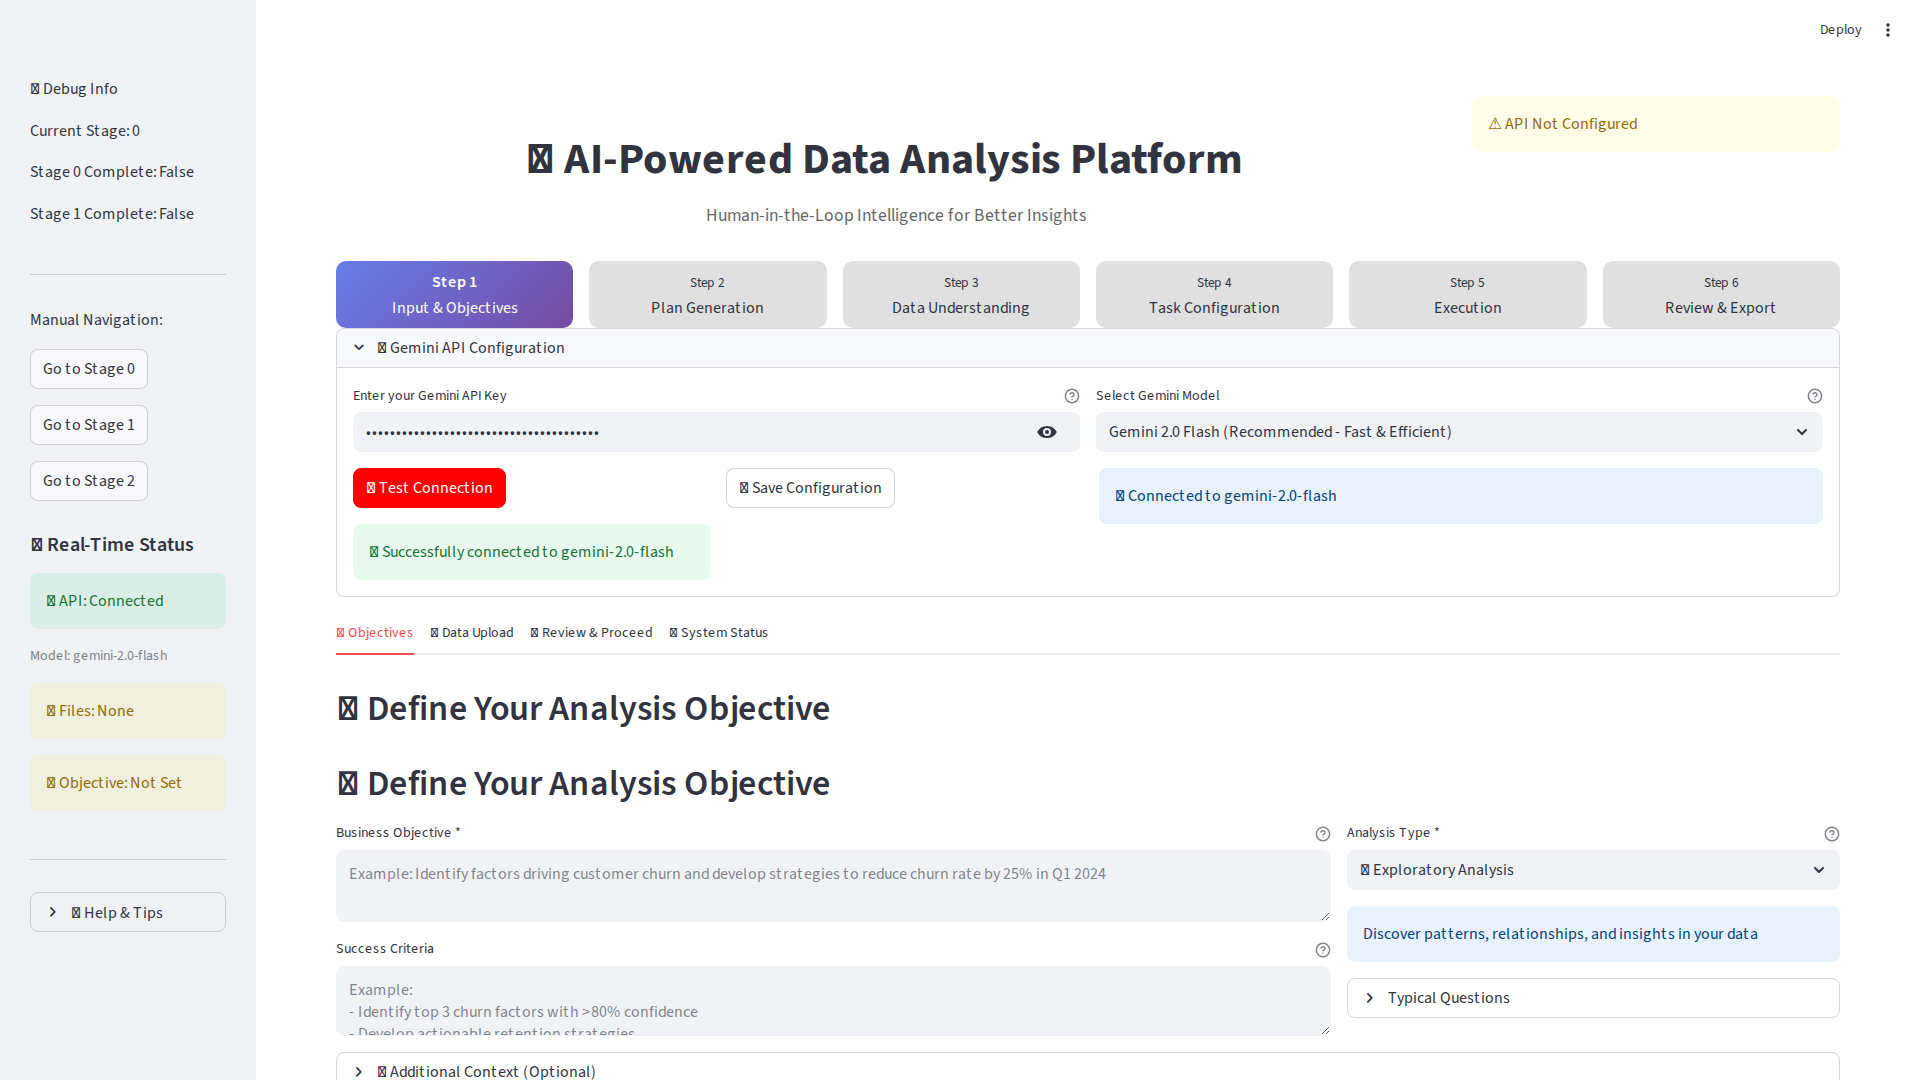 Deploy
Debug Info
Current Stage: 0
Stage 0 Complete: False
Stage 1 Complete: False
Manual Navigation:
Go to Stage 0
Go to Stage 1
Go to Stage 2
Real-Time Status
API: Connected
Model: gemini-2.0-flash
Files: None
Objective: Not Set
Help & Tips
⚠ API Not Configured
AI-Powered Data Analysis Platform
Human-in-the-Loop Intelligence for Better Insights
Step 1
Input & Objectives
Step 2
Plan Generation
Step 3
Data Understanding
Step 4
Task Configuration
Step 5
Execution
Step 6
Review & Export
Gemini API Configuration
Enter your Gemini API Key
•••••••••••••••••••••••••••••••••••••••
Select Gemini Model
Gemini 2.0 Flash (Recommended - Fast & Efficient)
Test Connection
Save Configuration
Connected to gemini-2.0-flash
Successfully connected to gemini-2.0-flash
Objectives
Data Upload
Review & Proceed
System Status
Define Your Analysis Objective
Define Your Analysis Objective
Business Objective *
Example: Identify factors driving customer churn and develop strategies to reduce churn rate by 25% in Q1 2024
Success Criteria
Example:
- Identify top 3 churn factors with >80% confidence
- Develop actionable retention strategies
Analysis Type *
Exploratory Analysis
Discover patterns, relationships, and insights in your data
Typical Questions
Additional Context (Optional)